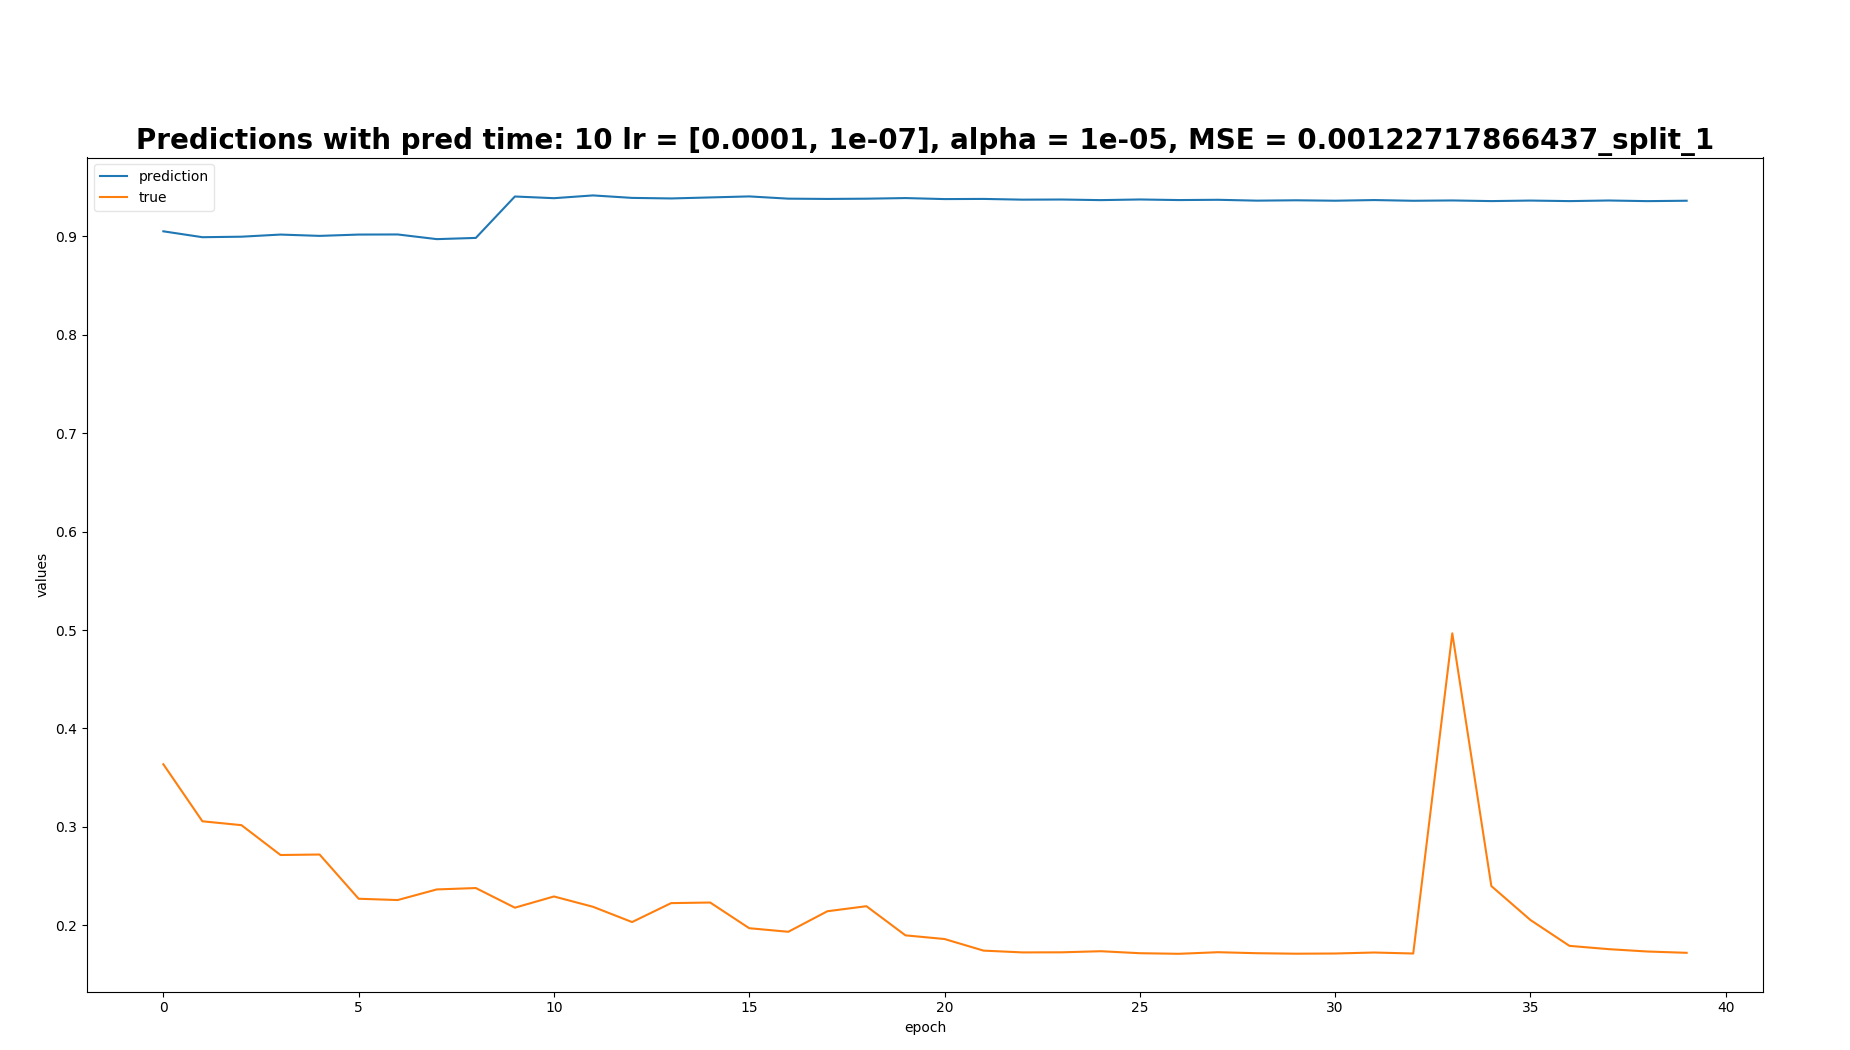 Predictions with pred time: 10 lr = [0.0001, 1e-07], alpha = 1e-05, MSE = 0.00122717866437_split_1
prediction
true
0.9
0.8
0.7
0.6
0.5
0.4
0.3
0.2
values
0 5 10 15 20 25 30 35 40
epoch